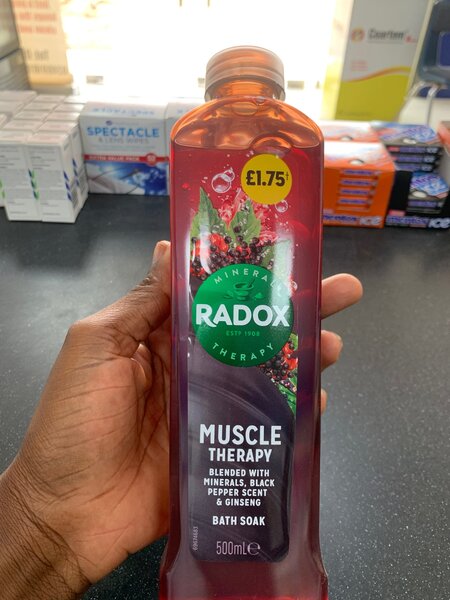 SPECTACLE
& LENS WIPES
EXTRA VALUE PACK
£1.75
MINERALS
RADOX
ESTD 1908
THERAPY
MUSCLE
THERAPY
BLENDED WITH
MINERALS, BLACK
PEPPER SCENT
& GINSENG
BATH SOAK
500mL℮